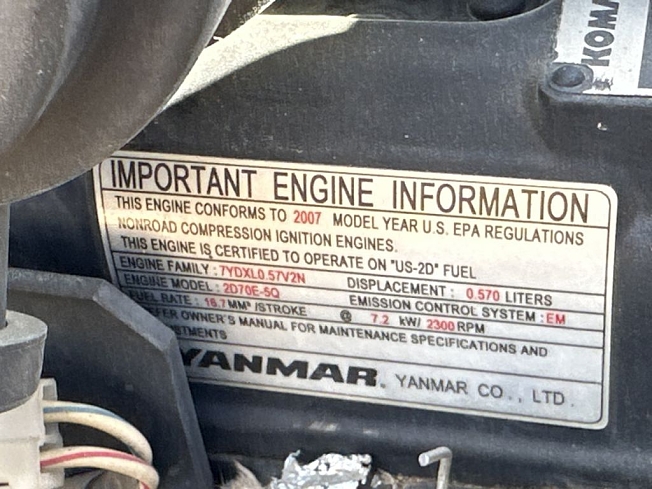 KOMA
IMPORTANT ENGINE INFORMATION
THIS ENGINE CONFORMS TO 2007 MODEL YEAR U.S. EPA REGULATIONS
NONROAD COMPRESSION IGNITION ENGINES.
THIS ENGINE IS CERTIFIED TO OPERATE ON "US-2D" FUEL
ENGINE FAMILY : 7YDXL0.57V2N DISPLACEMENT : 0.570 LITERS
ENGINE MODEL : 2D70E-5Q EMISSION CONTROL SYSTEM : EM
FUEL RATE : 16.7 MM³ /STROKE @ 7.2 kW/ 2300 RPM
FER OWNER'S MANUAL FOR MAINTENANCE SPECIFICATIONS AND
STMENTS
YANMAR. YANMAR CO., LTD.